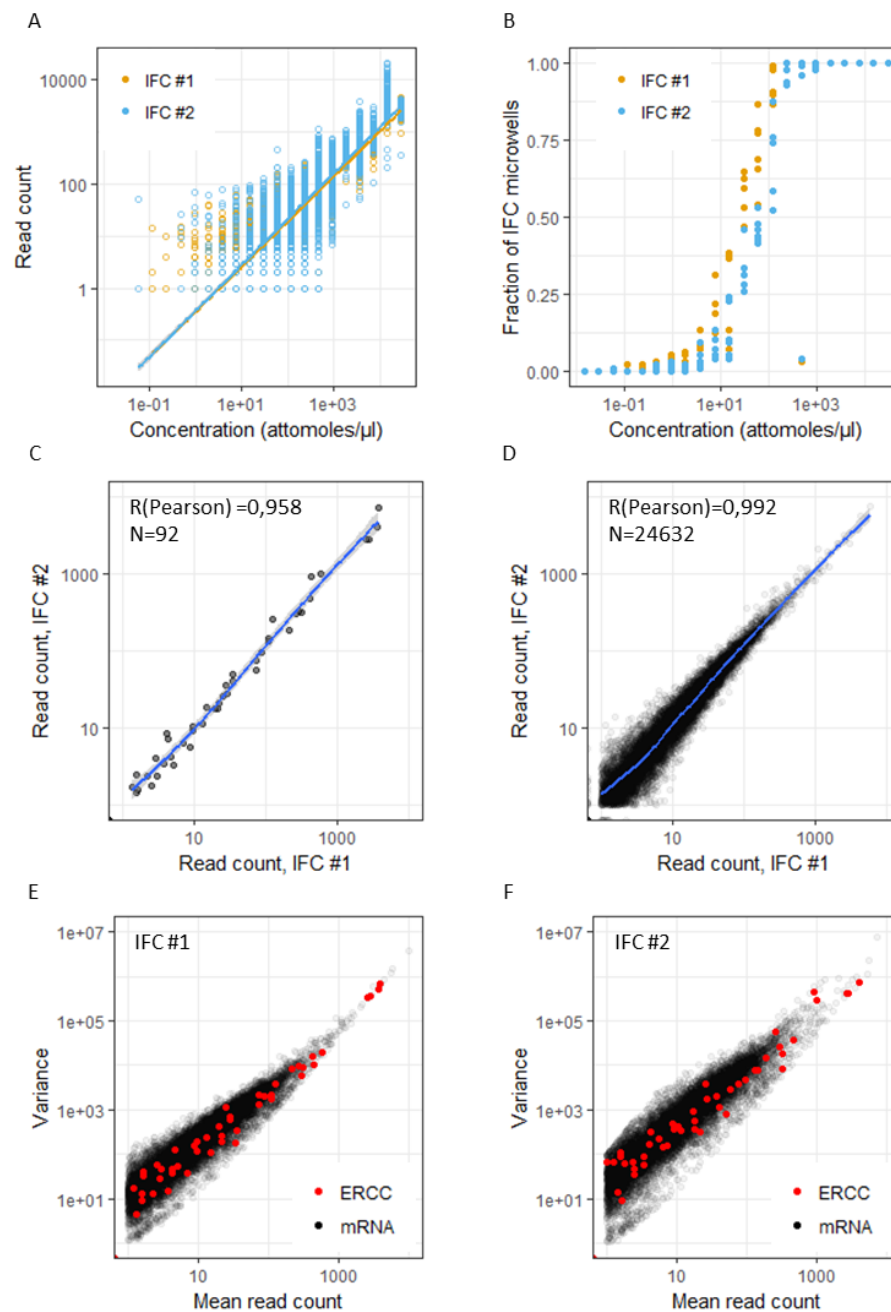 A
10000
100
1
Read count
IFC #1
IFC #2
1e-01
1e+01
1e+03
Concentration (attomoles/µl)
B
1.00
0.75
0.50
0.25
0.00
Fraction of IFC microwells
IFC #1
IFC #2
1e-01
1e+01
1e+03
Concentration (attomoles/µl)
C
R(Pearson) =0,958
N=92
1000
10
Read count, IFC #2
10
1000
Read count, IFC #1
D
R(Pearson)=0,992
N=24632
1000
10
Read count, IFC #2
10
1000
Read count, IFC #1
E
IFC #1
1e+07
1e+05
1e+03
1e+01
Variance
ERCC
mRNA
10
1000
Mean read count
F
IFC #2
1e+07
1e+05
1e+03
1e+01
Variance
ERCC
mRNA
10
1000
Mean read count